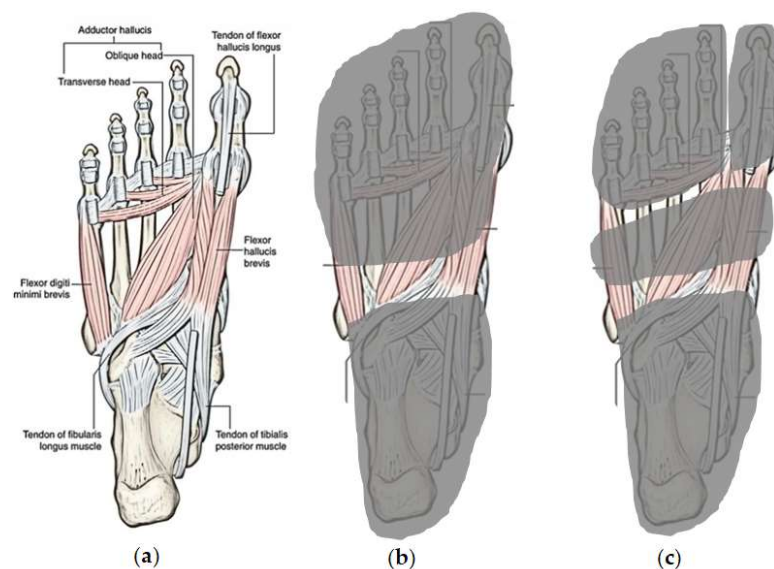 Adductor hallucis
Oblique head
Transverse head
Tendon of flexor
hallucis longus
Flexor
hallucis
brevis
Flexor digiti
minimi brevis
Tendon of fibularis
longus muscle
Tendon of tibialis
posterior muscle
(a)
(b)
(c)